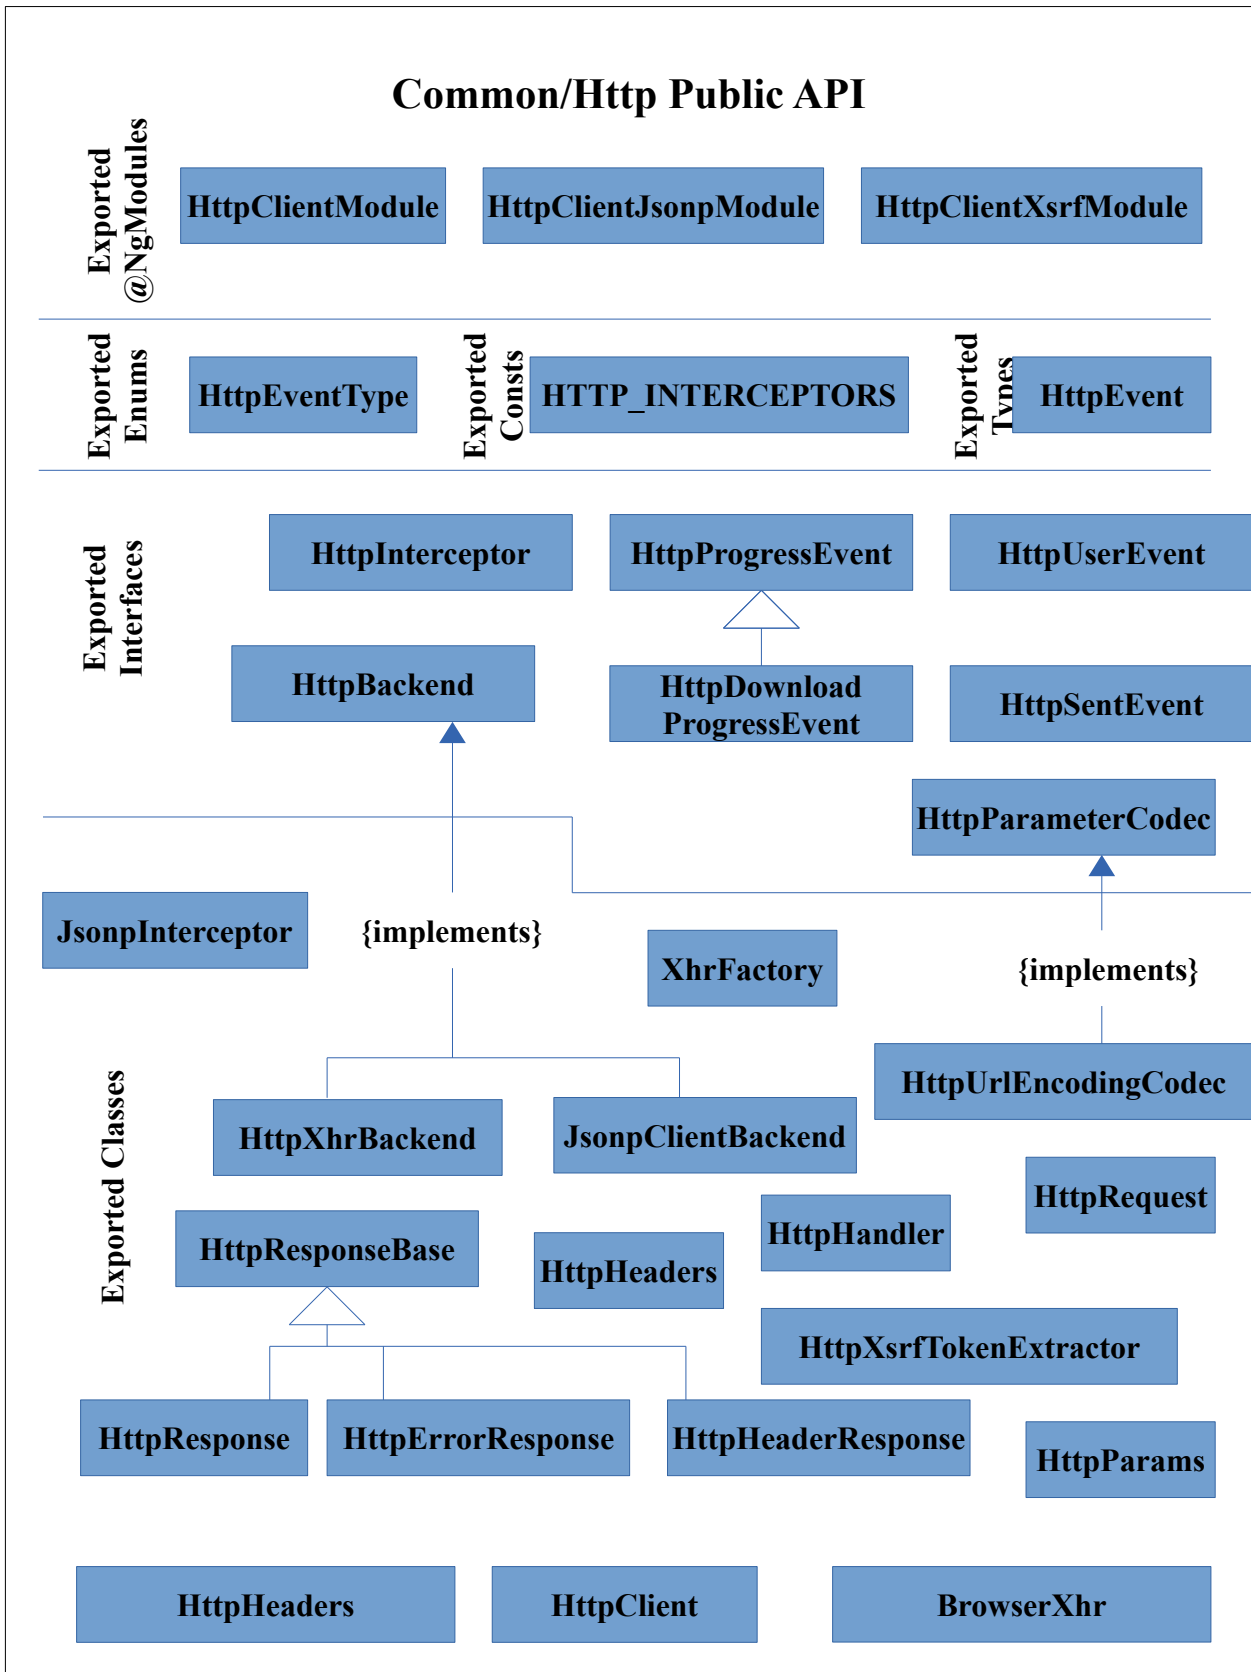 Common/Http Public API
Exported
@NgModules
HttpClientModule
HttpClientJsonpModule
HttpClientXsrfModule
Exported
Enums
HttpEventType
Exported
Consts
HTTP_INTERCEPTORS
Exported
Types
HttpEvent
Exported
Interfaces
HttpInterceptor
HttpProgressEvent
HttpUserEvent
HttpBackend
HttpDownload
ProgressEvent
HttpSentEvent
HttpParameterCodec
JsonpInterceptor
{implements}
XhrFactory
{implements}
Exported Classes
HttpUrlEncodingCodec
HttpXhrBackend
JsonpClientBackend
HttpRequest
HttpResponseBase
HttpHeaders
HttpHandler
HttpXsrfTokenExtractor
HttpResponse
HttpErrorResponse
HttpHeaderResponse
HttpParams
HttpHeaders
HttpClient
BrowserXhr